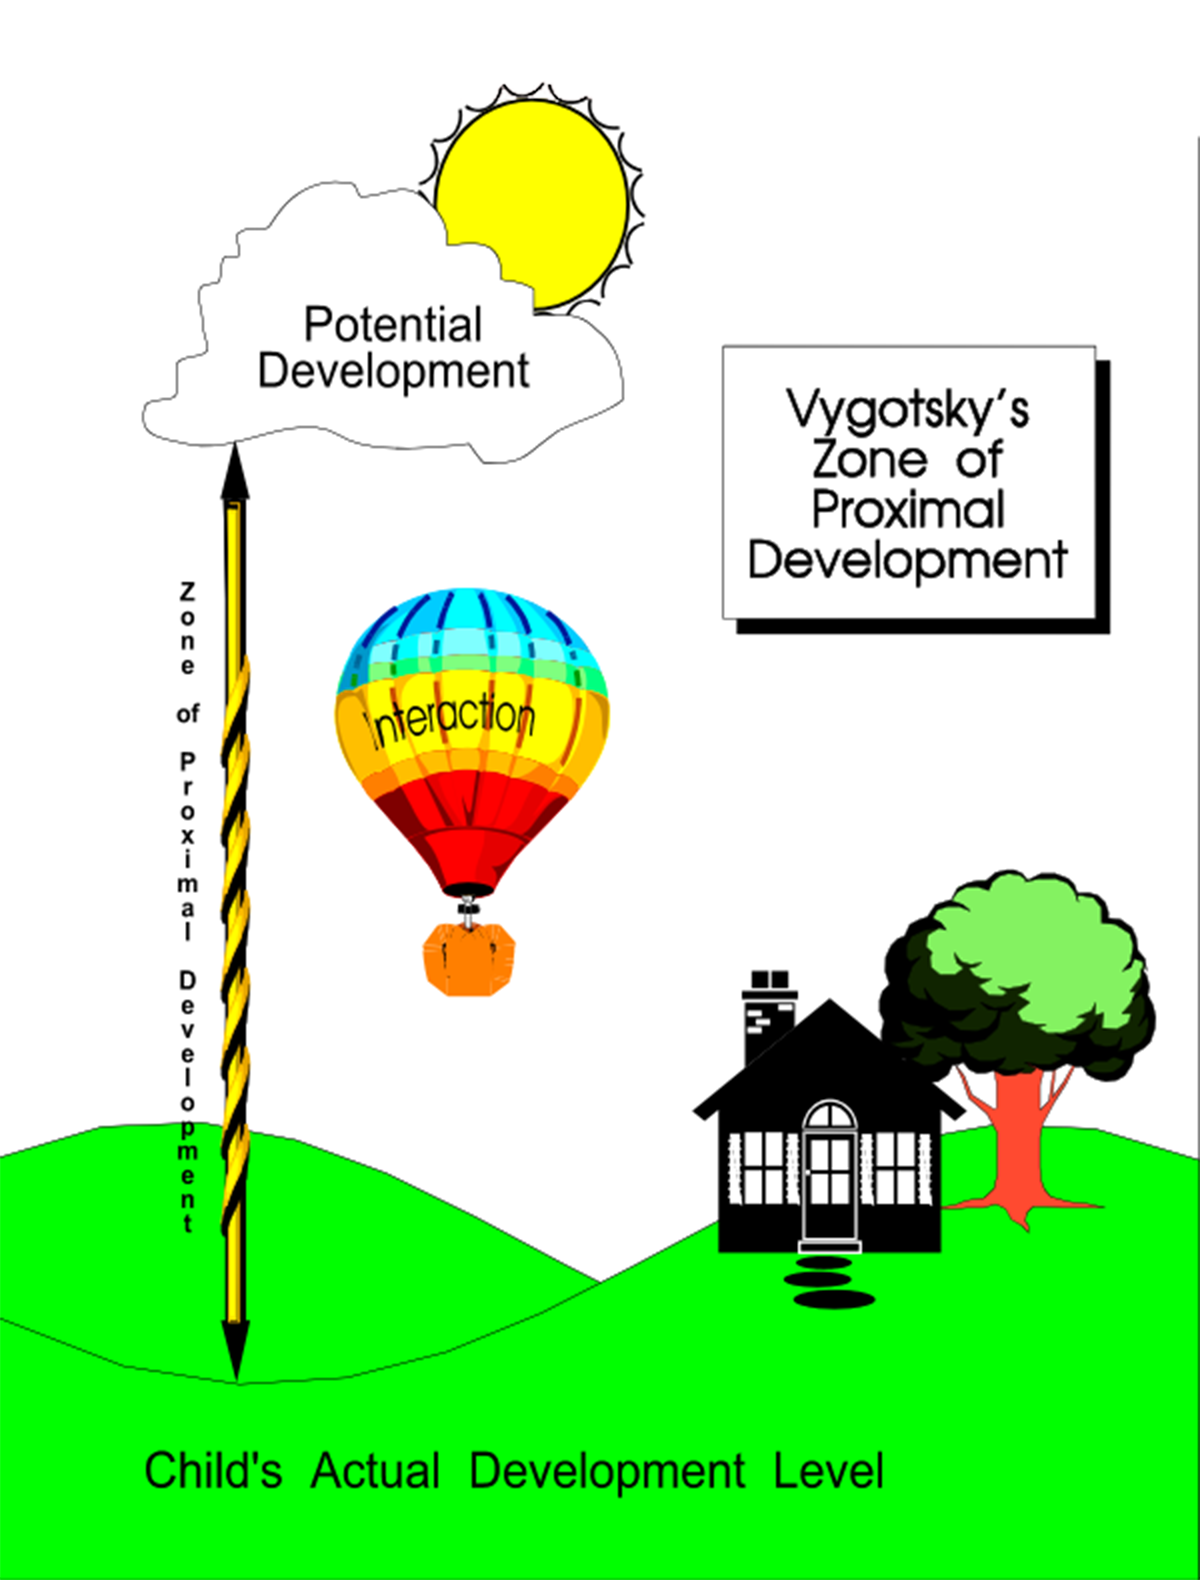 Potential
Development
Vygotsky's
Zone of
Proximal
Development
Zone of Proximal Development
Interaction
Child's Actual Development Level